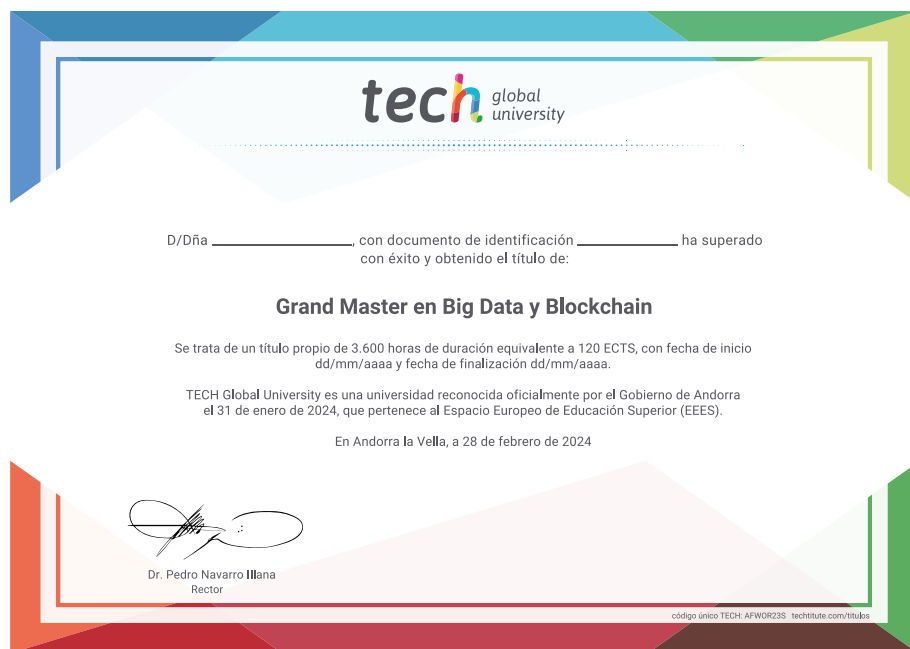 tech global university
D/Dña ____________, con documento de identificación ____________ ha superado
con éxito y obtenido el título de:
Grand Master en Big Data y Blockchain
Se trata de un título propio de 3.600 horas de duración equivalente a 120 ECTS, con fecha de inicio
dd/mm/aaaa y fecha de finalización dd/mm/aaaa.
TECH Global University es una universidad reconocida oficialmente por el Gobierno de Andorra
el 31 de enero de 2024, que pertenece al Espacio Europeo de Educación Superior (EEES).
En Andorra la Vella, a 28 de febrero de 2024
Dr. Pedro Navarro Illana
Rector
código único TECH: AFWOR23S techtitute.com/titulos